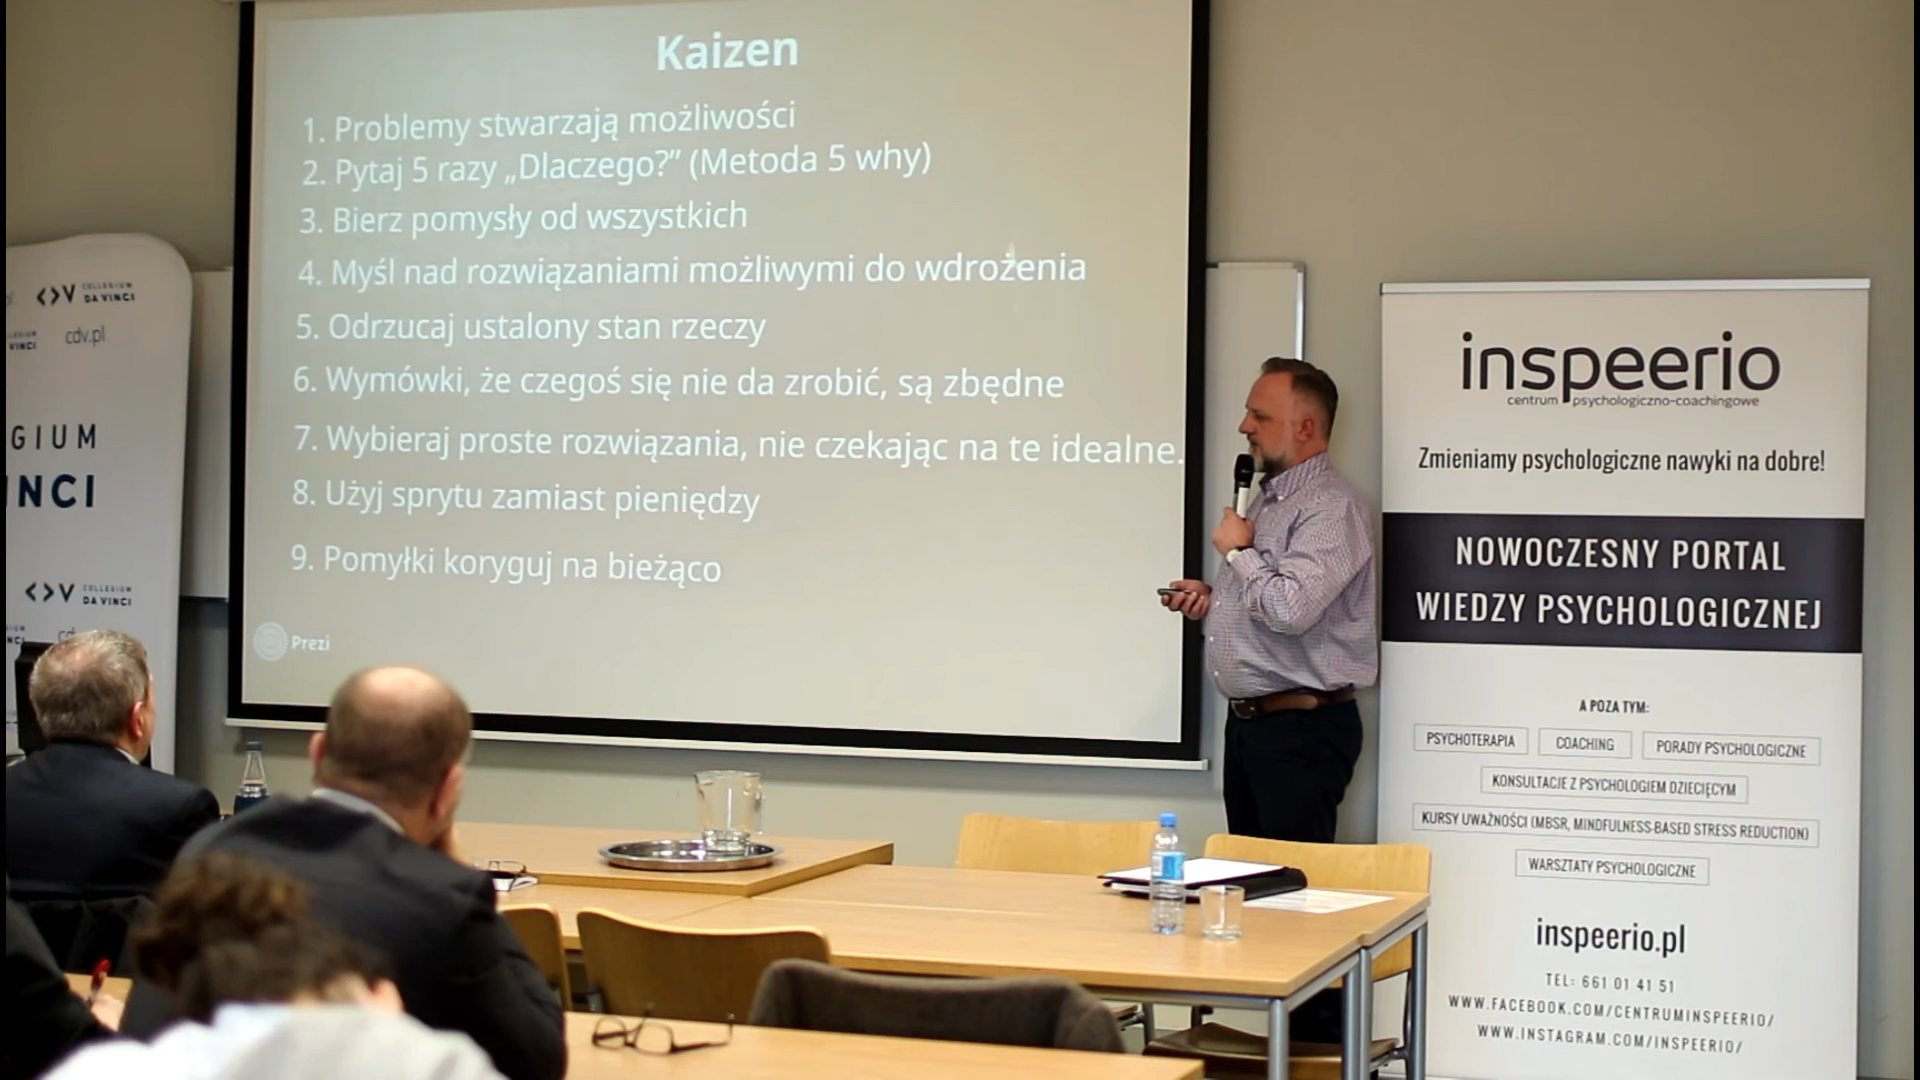 Kaizen
1. Problemy stwarzają możliwości
2. Pytaj 5 razy „Dlaczego?” (Metoda 5 why)
3. Bierz pomysły od wszystkich
4. Myśl nad rozwiązaniami możliwymi do wdrożenia
5. Odrzucaj ustalony stan rzeczy
6. Wymówki, że czegoś się nie da zrobić, są zbędne
7. Wybieraj proste rozwiązania, nie czekając na te idealne.
8. Użyj sprytu zamiast pieniędzy
9. Pomyłki koryguj na bieżąco
Prezi
COLLEGIUM
DA VINCI
cdv.pl
GIUM
INCI
COLLEGIUM
DA VINCI
inspeerio
centrum psychologiczno-coachingowe
Zmieniamy psychologiczne nawyki na dobre!
NOWOCZESNY PORTAL
WIEDZY PSYCHOLOGICZNEJ
A POZA TYM:
PSYCHOTERAPIA COACHING PORADY PSYCHOLOGICZNE
KONSULTACJE Z PSYCHOLOGIEM DZIECIĘCYM
KURSY UWAŻNOŚCI (MBSR, MINDFULNESS-BASED STRESS REDUCTION)
WARSZTATY PSYCHOLOGICZNE
inspeerio.pl
TEL: 661 01 41 51
WWW.FACEBOOK.COM/CENTRUMINSPEERIO/
WWW.INSTAGRAM.COM/INSPEERIO/